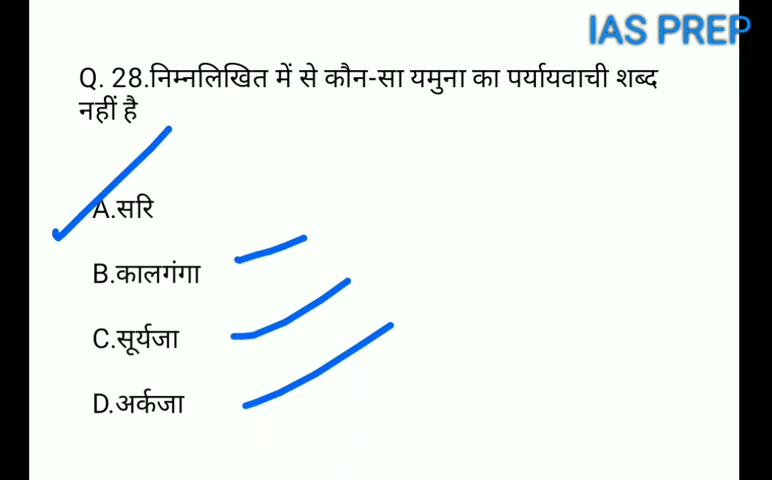 IAS PREP
Q. 28.निम्नलिखित में से कौन-सा यमुना का पर्यायवाची शब्द
नहीं है
A.सरि
B.कालगंगा
C.सूर्यजा
D.अर्कजा